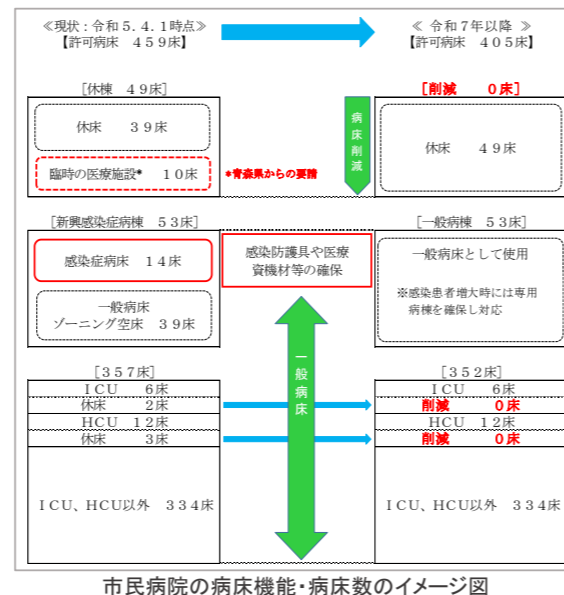 ≪現状：令和５.４.１時点≫
【許可病床　４５９床】
≪ 令和７年以降 ≫
【許可病床　４０５床】
［休棟　４９床］
休床　３９床
臨時の医療施設*　１０床
*青森県からの要請
病床削減
［削減　０床］
休床　４９床
［新興感染症病棟　５３床］
感染症病床　１４床
一般病床
ゾーニング空床　３９床
感染防護具や医療
資機材等の確保
［一般病棟　５３床］
一般病床として使用
※感染患者増大時には専用
病棟を確保し対応
一般病床
［３５７床］
ＩＣＵ　６床
休床　２床
ＨＣＵ　１２床
休床　３床
ＩＣＵ、ＨＣＵ以外　３３４床
［３５２床］
ＩＣＵ　６床
削減　０床
ＨＣＵ　１２床
削減　０床
ＩＣＵ、ＨＣＵ以外　３３４床
市民病院の病床機能・病床数のイメージ図